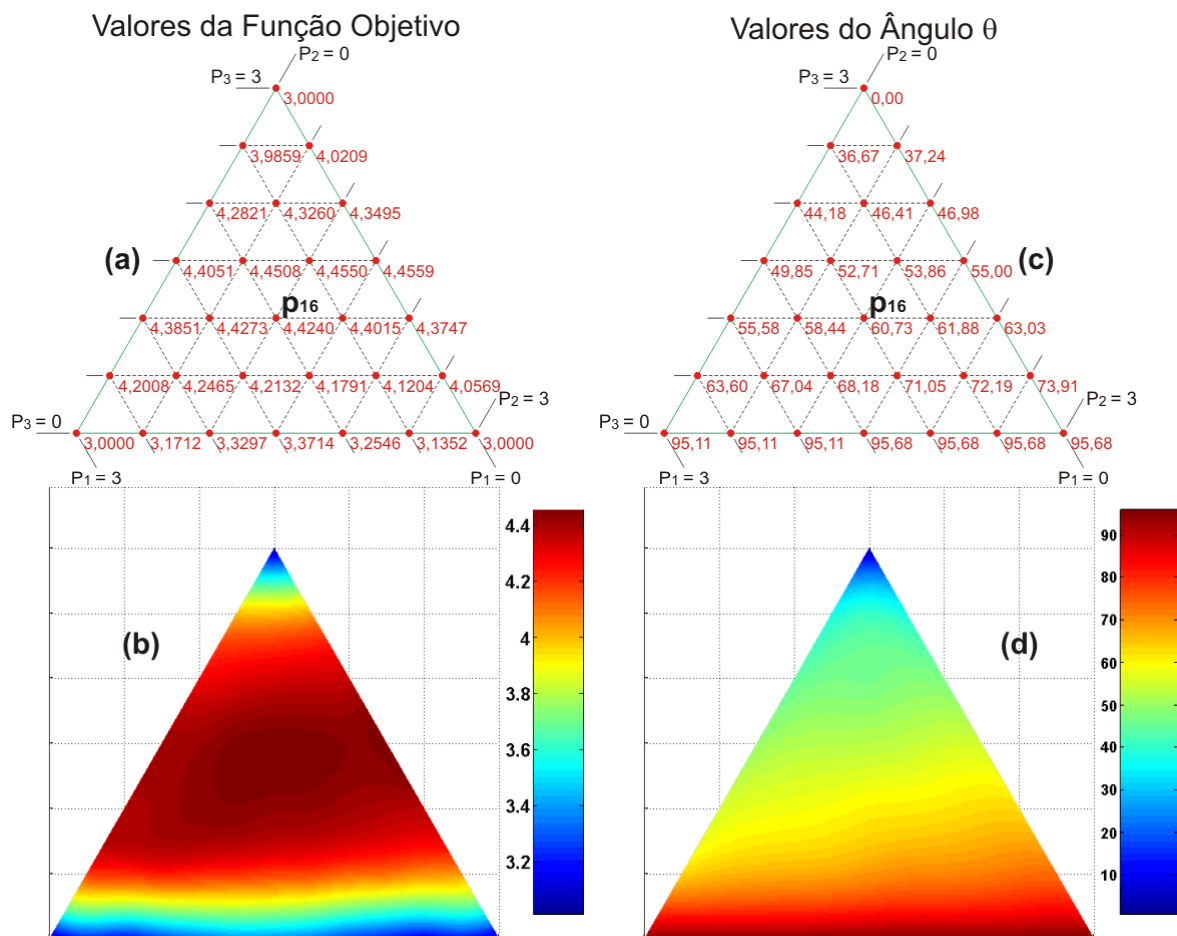 Valores da Função Objetivo
P2 = 0
P3 = 3
3,0000
3,9859 4,0209
4,2821 4,3260 4,3495
(a)
4,4051 4,4508 4,4550 4,4559
p16
4,3851 4,4273 4,4240 4,4015 4,3747
4,2008 4,2465 4,2132 4,1791 4,1204 4,0569
P3 = 0
P2 = 3
3,0000 3,1712 3,3297 3,3714 3,2546 3,1352 3,0000
P1 = 3
P1 = 0
Valores do Ângulo θ
P2 = 0
P3 = 3
0,00
36,67 37,24
44,18 46,41 46,98
(c)
49,85 52,71 53,86 55,00
p16
55,58 58,44 60,73 61,88 63,03
63,60 67,04 68,18 71,05 72,19 73,91
P3 = 0
P2 = 3
95,11 95,11 95,11 95,68 95,68 95,68 95,68
P1 = 3
P1 = 0
(b)
4.4
4.2
4
3.8
3.6
3.4
3.2
(d)
90
80
70
60
50
40
30
20
10